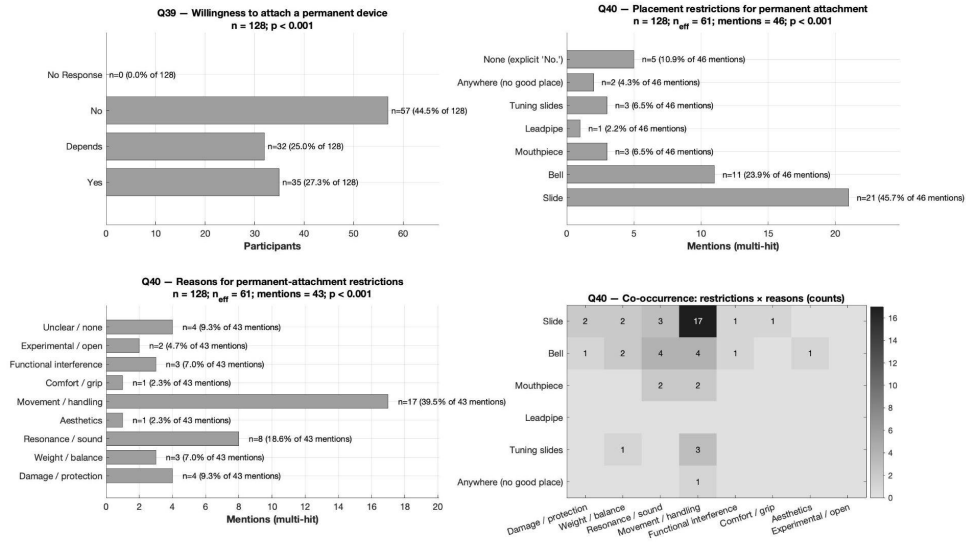 Q39 — Willingness to attach a permanent device
n = 128; p < 0.001
No Response
n=0 (0.0% of 128)
No
n=57 (44.5% of 128)
Depends
n=32 (25.0% of 128)
Yes
n=35 (27.3% of 128)
0 10 20 30 40 50 60
Participants
Q40 — Placement restrictions for permanent attachment
n = 128; neff = 61; mentions = 46; p < 0.001
None (explicit 'No.')
n=5 (10.9% of 46 mentions)
Anywhere (no good place)
n=2 (4.3% of 46 mentions)
Tuning slides
n=3 (6.5% of 46 mentions)
Leadpipe
n=1 (2.2% of 46 mentions)
Mouthpiece
n=3 (6.5% of 46 mentions)
Bell
n=11 (23.9% of 46 mentions)
Slide
n=21 (45.7% of 46 mentions)
0 5 10 15 20
Mentions (multi-hit)
Q40 — Reasons for permanent-attachment restrictions
n = 128; neff = 61; mentions = 43; p < 0.001
Unclear / none
n=4 (9.3% of 43 mentions)
Experimental / open
n=2 (4.7% of 43 mentions)
Functional interference
n=3 (7.0% of 43 mentions)
Comfort / grip
n=1 (2.3% of 43 mentions)
Movement / handling
n=17 (39.5% of 43 mentions)
Aesthetics
n=1 (2.3% of 43 mentions)
Resonance / sound
n=8 (18.6% of 43 mentions)
Weight / balance
n=3 (7.0% of 43 mentions)
Damage / protection
n=4 (9.3% of 43 mentions)
0 2 4 6 8 10 12 14 16 18 20
Mentions (multi-hit)
Q40 — Co-occurrence: restrictions × reasons (counts)
Slide 2 2 3 17 1 1
Bell 1 2 4 4 1 1
Mouthpiece 2 2
Leadpipe
Tuning slides 1 3
Anywhere (no good place) 1
Damage / protection
Weight / balance
Resonance / sound
Movement / handling
Functional interference
Comfort / grip
Aesthetics
Experimental / open
16
14
12
10
8
6
4
2
0